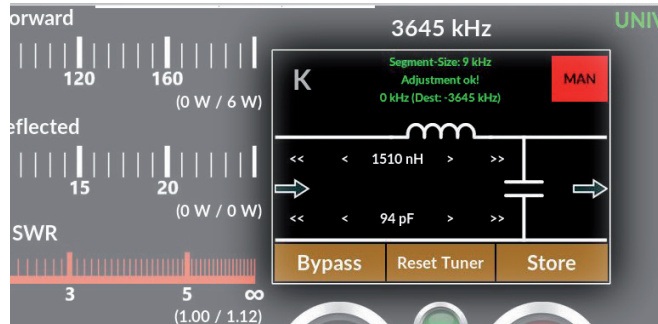 orward
120 160
(0 W / 6 W)
eflected
15 20
(0 W / 0 W)
SWR
3 5 ∞
(1.00 / 1.12)
3645 kHz
UNIV
K
Segment-Size: 9 kHz
Adjustment ok!
0 kHz (Dest: -3645 kHz)
MAN
<< < 1510 nH > >>
<< < 94 pF > >>
Bypass Reset Tuner Store